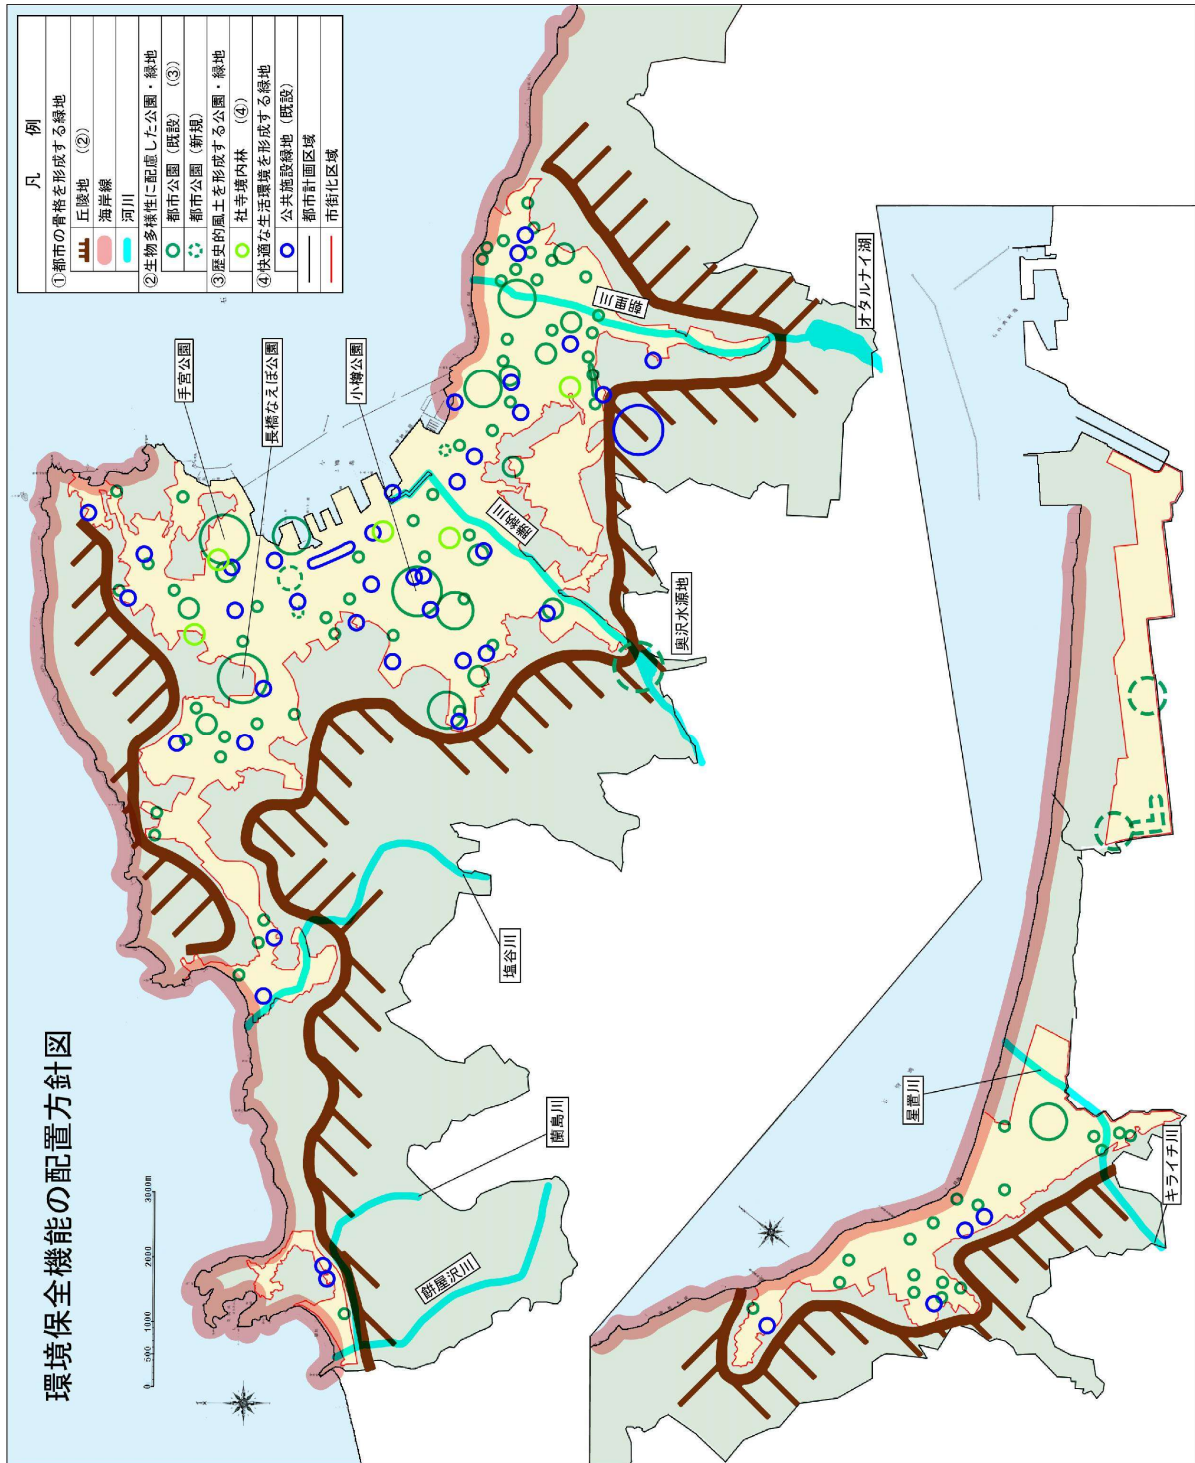 環境保全機能の配置方針図
凡　例
①都市の骨格を形成する緑地
丘陵地　(②)
海岸線
河川
②生物多様性に配慮した公園・緑地
都市公園（既設）　(③)
都市公園（新規）
③歴史的風土を形成する公園・緑地
社寺境内林　(④)
④快適な生活環境を形成する緑地
公共施設緑地（既設）
都市計画区域
市街化区域
手宮公園
長橋なえぼ公園
小樽公園
朝里川
オタルナイ湖
勝納川
奥沢水源地
塩谷川
蘭島川
餅屋沢川
星置川
キライチ川
0 500 1000 2000 3000m